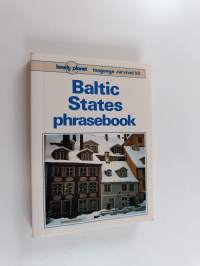 lonely planet language survival kit
Baltic
States
phrasebook